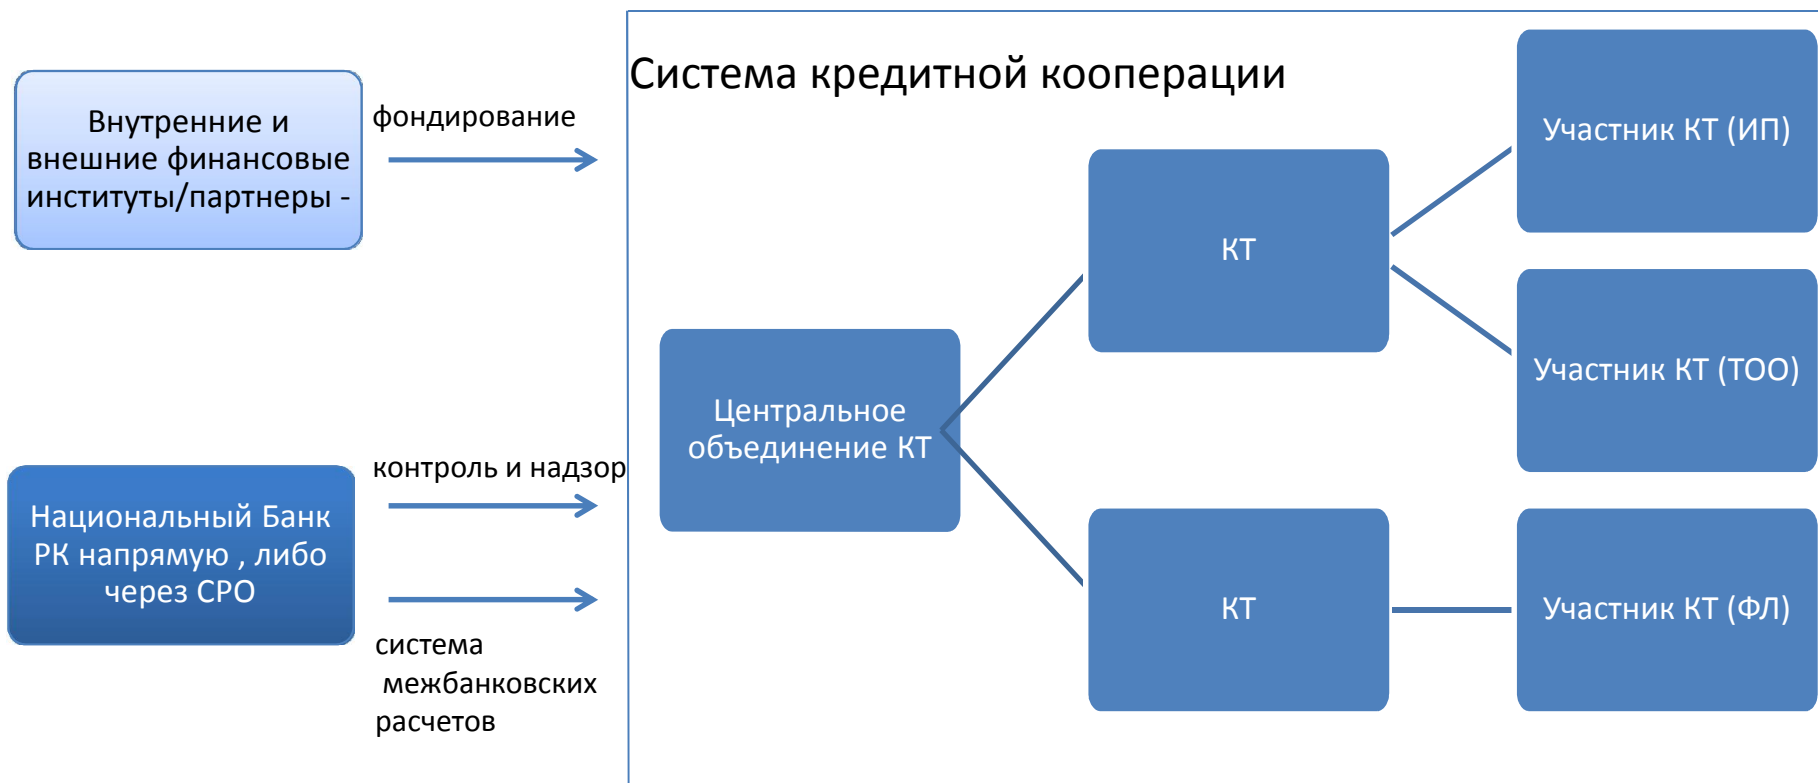 Система кредитной кооперации
Внутренние и
внешние финансовые
институты/партнеры -
фондирование
Национальный Банк
РК напрямую , либо
через СРО
контроль и надзор
система
межбанковских
расчетов
Центральное
объединение КТ
КТ
Участник КТ (ИП)
Участник КТ (ТОО)
КТ
Участник КТ (ФЛ)